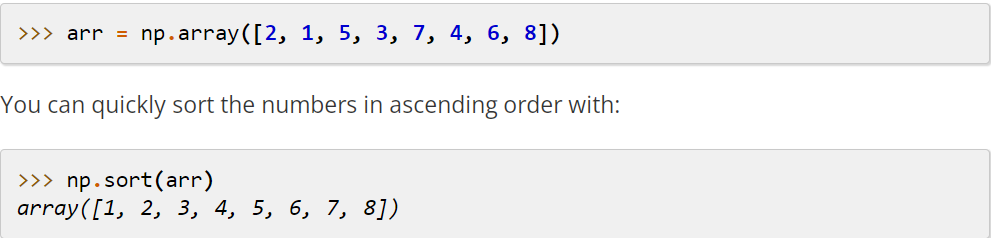 >>> arr = np.array([2, 1, 5, 3, 7, 4, 6, 8])
You can quickly sort the numbers in ascending order with:
>>> np.sort(arr)
array([1, 2, 3, 4, 5, 6, 7, 8])